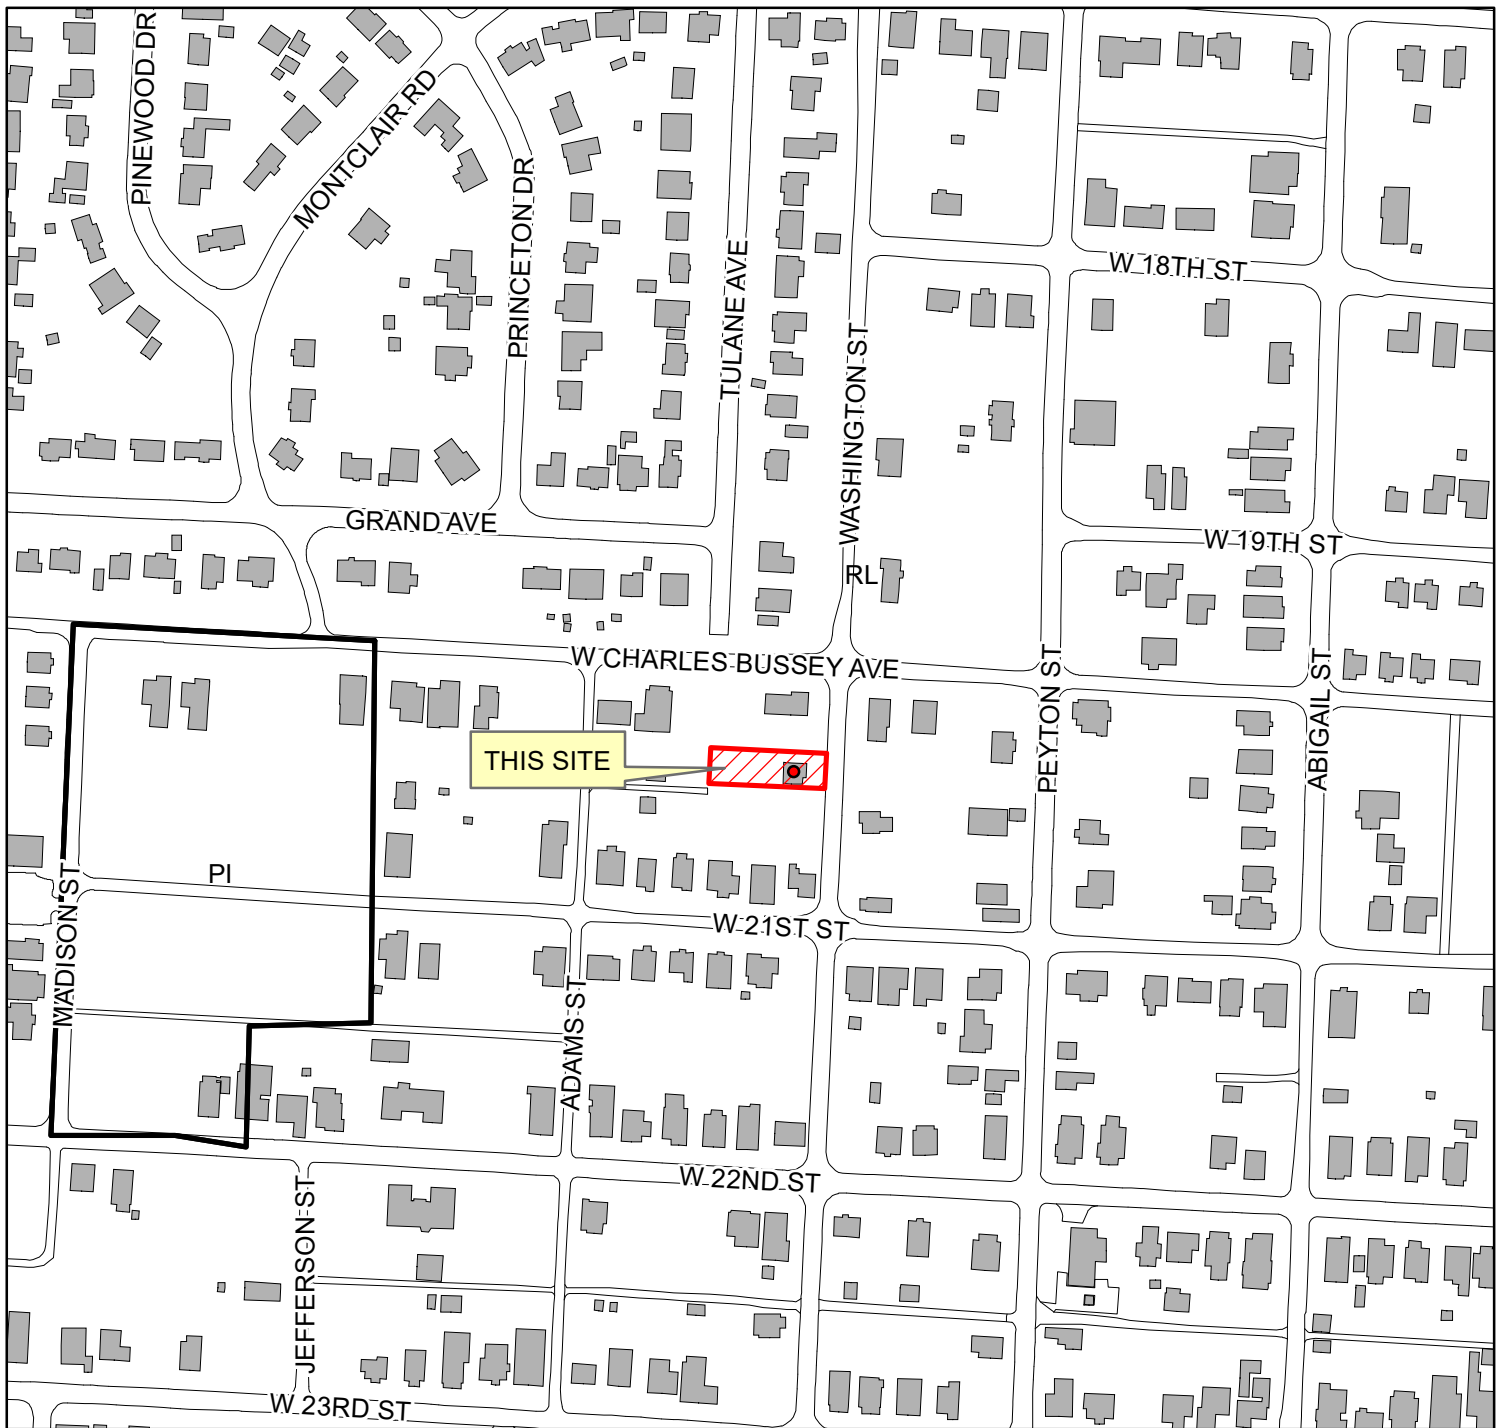 PINEWOOD DR
MONTCLAIR RD
PRINCETON DR
TULANE AVE
WASHINGTON ST
W 18TH ST
GRAND AVE
W 19TH ST
RL
W CHARLES BUSSEY AVE
PEYTON ST
ABIGAIL ST
THIS SITE
PI
MADISON ST
W 21ST ST
ADAMS ST
W 22ND ST
JEFFERSON ST
W 23RD ST